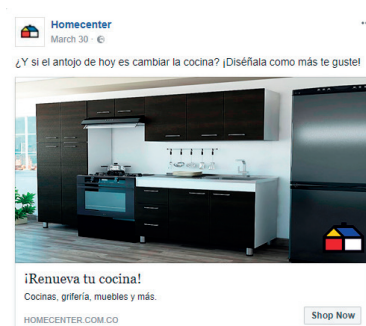 Homecenter
March 30 ·
¿Y si el antojo de hoy es cambiar la cocina? ¡Diséñala como más te guste!
¡Renueva tu cocina!
Cocinas, grifería, muebles y más.
HOMECENTER.COM.CO
Shop Now